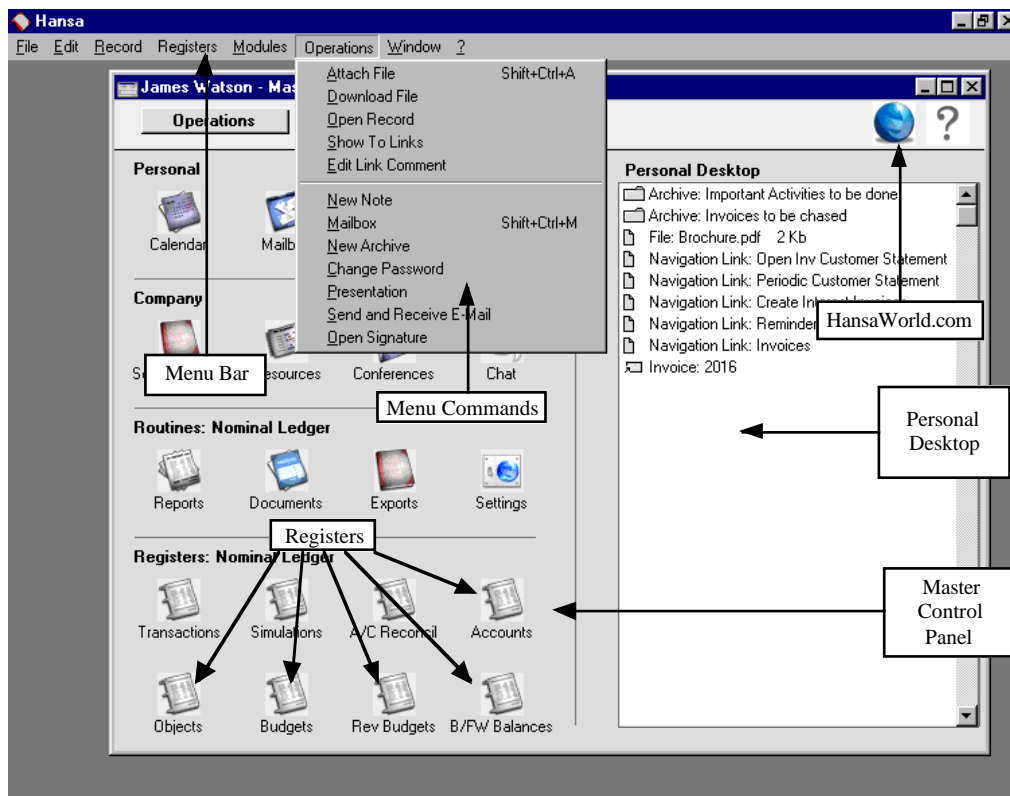 Hansa
File Edit Record Registers Modules Operations Window ?
James Watson - Mas
Operations
Attach File Shift+Ctrl+A
Download File
Open Record
Show To Links
Edit Link Comment
New Note
Mailbox Shift+Ctrl+M
New Archive
Change Password
Presentation
Send and Receive E-Mail
Open Signature
Personal
Calendar Mailb
Company
Resources Conferences Chat
Menu Bar
Menu Commands
Routines: Nominal Ledger
Reports Documents Exports Settings
Registers
Registers: Nominal Ledger
Transactions Simulations A/C Reconcil Accounts
Objects Budgets Rev Budgets B/FW Balances
Personal Desktop
Archive: Important Activities to be done
Archive: Invoices to be chased
File: Brochure.pdf 2 Kb
Navigation Link: Open Inv Customer Statement
Navigation Link: Periodic Customer Statement
Navigation Link: Create Interest Invoices
Navigation Link: Reminder
Navigation Link: Invoices
Invoice: 2016
HansaWorld.com
Personal
Desktop
Master
Control
Panel